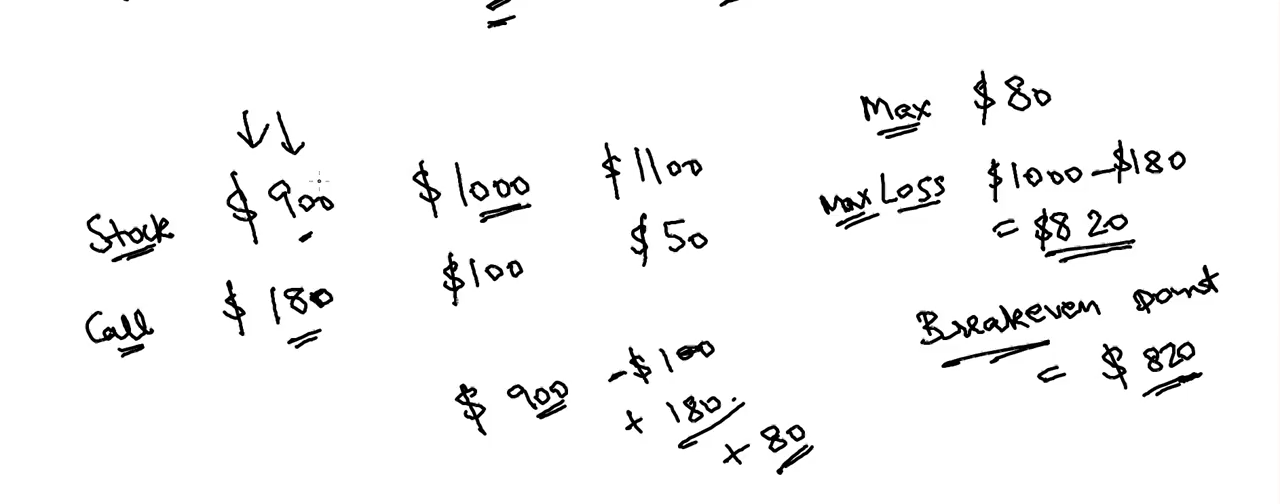 Max $80
Stock $900 $1000 $1100
Max Loss $1000 - $180
= $820
Call $180 $100 $50
Breakeven point
= $820
$900 - $100
+ 180
+ 80